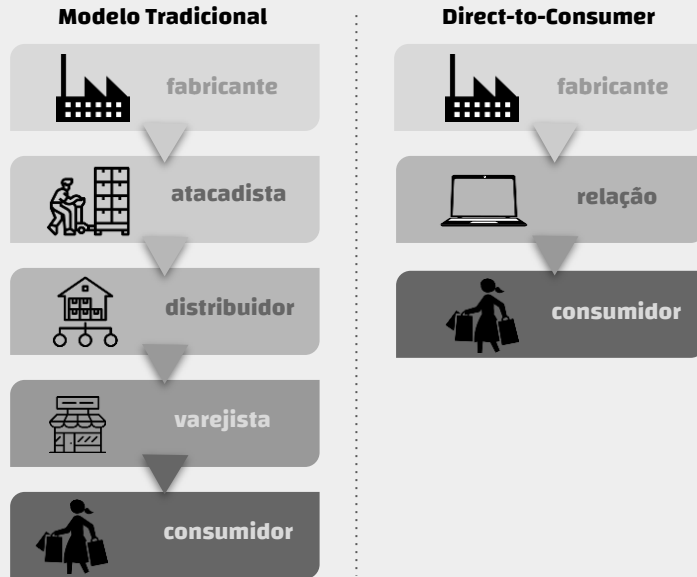 Modelo Tradicional
fabricante
atacadista
distribuidor
varejista
consumidor
Direct-to-Consumer
fabricante
relação
consumidor